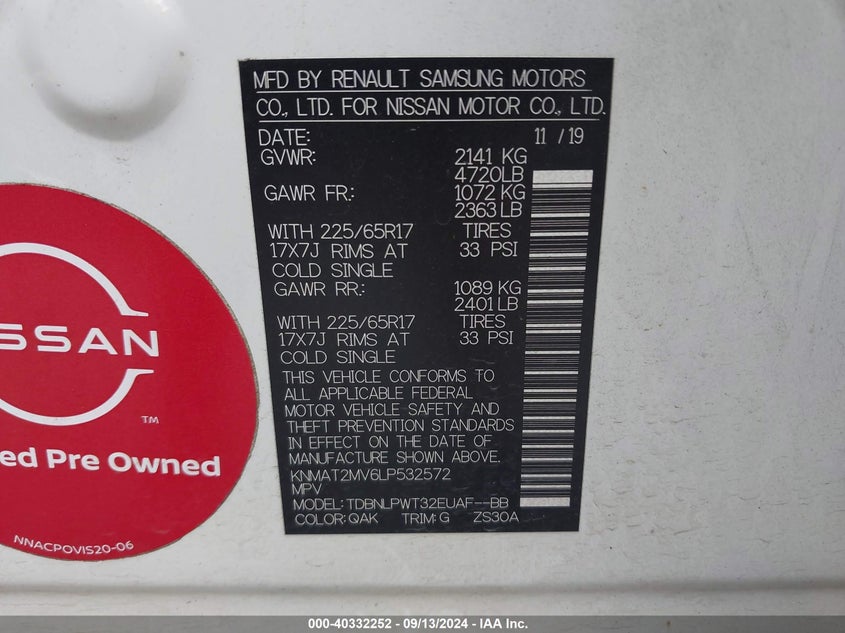 MFD BY RENAULT SAMSUNG MOTORS
CO., LTD. FOR NISSAN MOTOR CO., LTD.
DATE: 11 / 19
GVWR: 2141 KG
4720LB
GAWR FR.: 1072 KG
2363 LB
WITH 225/65R17 TIRES
17X7J RIMS AT 33 PSI
COLD SINGLE
GAWR RR.: 1089 KG
2401 LB
WITH 225/65R17 TIRES
17X7J RIMS AT 33 PSI
COLD SINGLE
THIS VEHICLE CONFORMS TO
ALL APPLICABLE FEDERAL
MOTOR VEHICLE SAFETY AND
THEFT PREVENTION STANDARDS
IN EFFECT ON THE DATE OF
MANUFACTURE SHOWN ABOVE.
KNMAT2MV6LP532572
MPV
MODEL: TDBNLPWT32EUAF--BB
COLOR: QAK TRIM: G ZS30A
SSAN
TM
ed Pre Owned
NNACPOVIS20-06
000-40332252 - 09/13/2024 - IAA Inc.